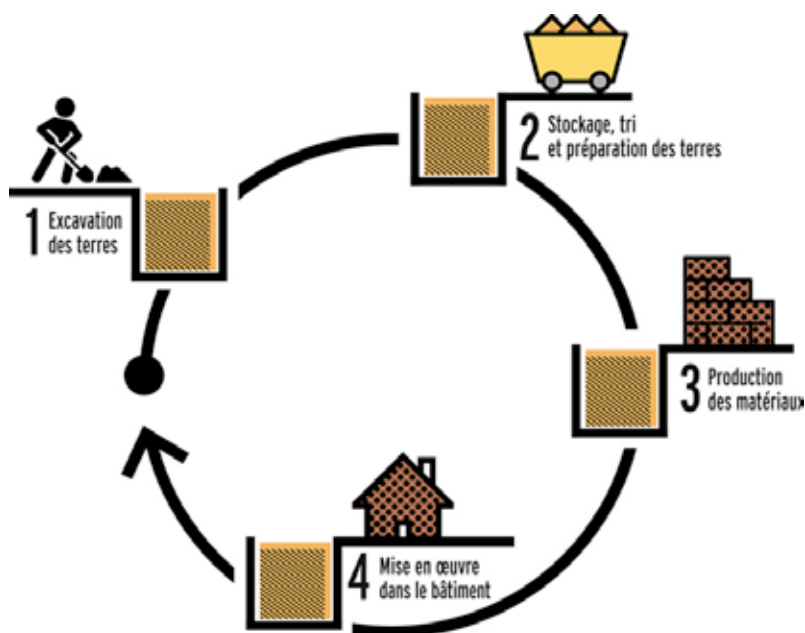 1 Excavation
des terres
2 Stockage, tri
et préparation des terres
3 Production
des matériaux
4 Mise en œuvre
dans le bâtiment